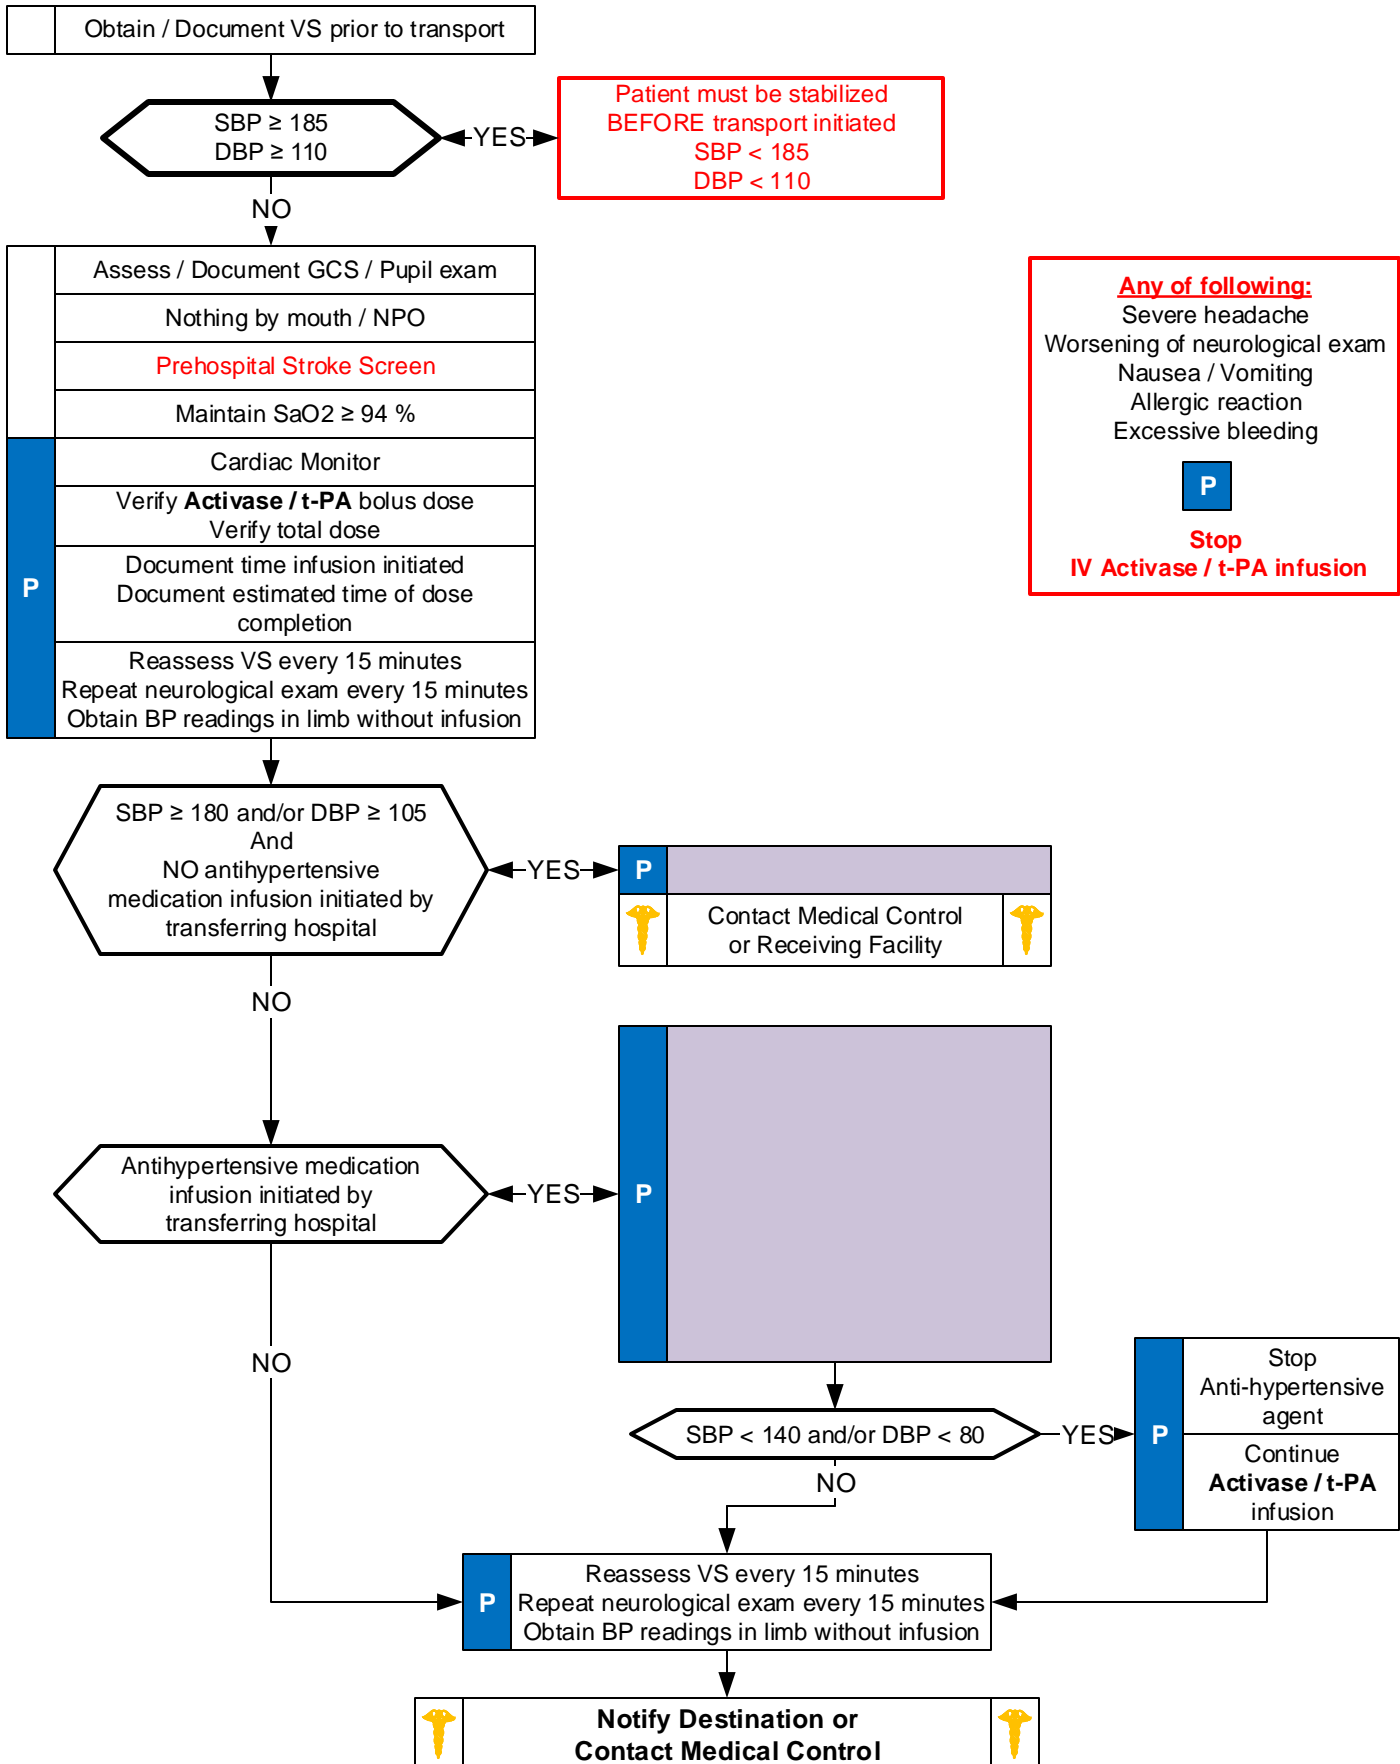 Obtain / Document VS prior to transport
SBP ≥ 185
DBP ≥ 110
YES
Patient must be stabilized
BEFORE transport initiated
SBP < 185
DBP < 110
NO
Assess / Document GCS / Pupil exam
Nothing by mouth / NPO
Prehospital Stroke Screen
Maintain SaO2 ≥ 94 %
P
Cardiac Monitor
Verify Activase / t-PA bolus dose
Verify total dose
Document time infusion initiated
Document estimated time of dose
completion
Reassess VS every 15 minutes
Repeat neurological exam every 15 minutes
Obtain BP readings in limb without infusion
Any of following:
Severe headache
Worsening of neurological exam
Nausea / Vomiting
Allergic reaction
Excessive bleeding
P
Stop
IV Activase / t-PA infusion
SBP ≥ 180 and/or DBP ≥ 105
And
NO antihypertensive
medication infusion initiated by
transferring hospital
YES
P
Contact Medical Control
or Receiving Facility
NO
Antihypertensive medication
infusion initiated by
transferring hospital
YES
P
NO
SBP < 140 and/or DBP < 80
YES
P
Stop
Anti-hypertensive
agent
Continue
Activase / t-PA
infusion
NO
P
Reassess VS every 15 minutes
Repeat neurological exam every 15 minutes
Obtain BP readings in limb without infusion
Notify Destination or
Contact Medical Control